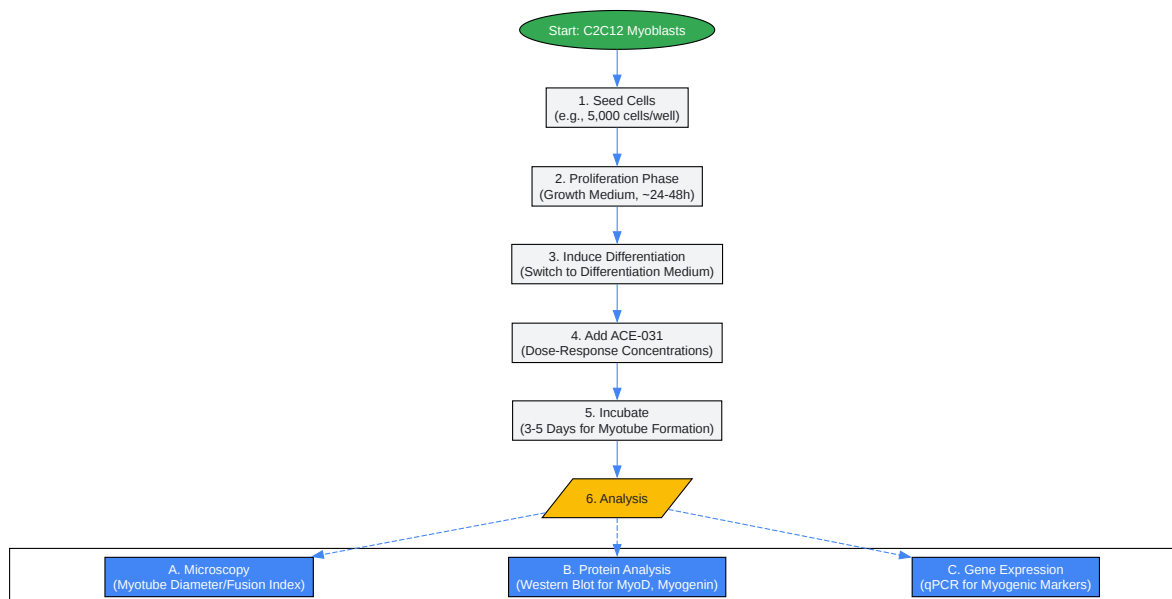 Start: C2C12 Myoblasts
1. Seed Cells
(e.g., 5,000 cells/well)
2. Proliferation Phase
(Growth Medium, ~24-48h)
3. Induce Differentiation
(Switch to Differentiation Medium)
4. Add ACE-031
(Dose-Response Concentrations)
5. Incubate
(3-5 Days for Myotube Formation)
6. Analysis
A. Microscopy
(Myotube Diameter/Fusion Index)
B. Protein Analysis
(Western Blot for MyoD, Myogenin)
C. Gene Expression
(qPCR for Myogenic Markers)